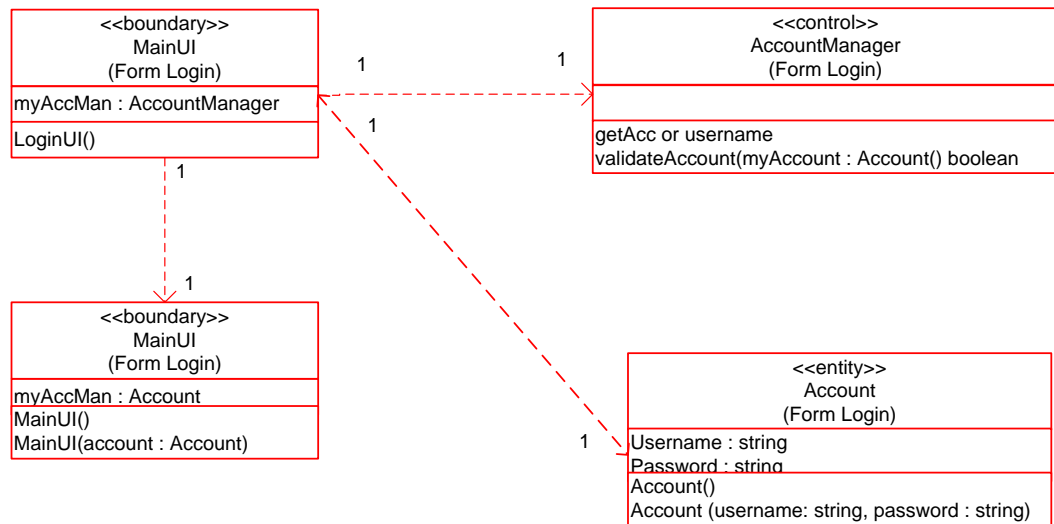 <<boundary>>
MainUI
(Form Login)
myAccMan : AccountManager
LoginUI()
1
1
<<control>>
AccountManager
(Form Login)
getAcc or username
validateAccount(myAccount : Account() boolean
1
1
1
<<boundary>>
MainUI
(Form Login)
myAccMan : Account
MainUI()
MainUI(account : Account)
1
<<entity>>
Account
(Form Login)
Username : string
Password : string
Account()
Account (username: string, password : string)